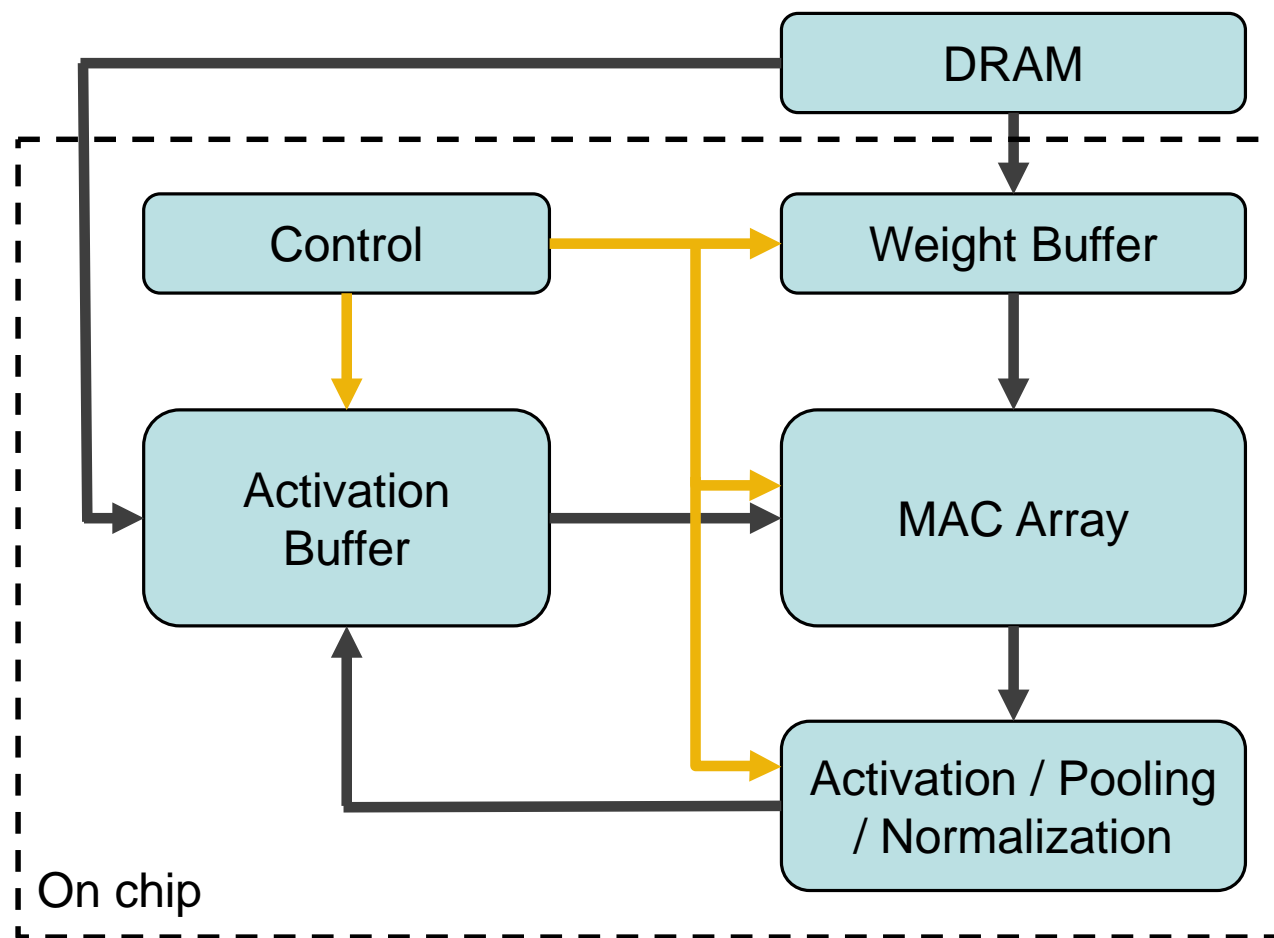 DRAM
Control
Weight Buffer
Activation
Buffer
MAC Array
Activation / Pooling
/ Normalization
On chip